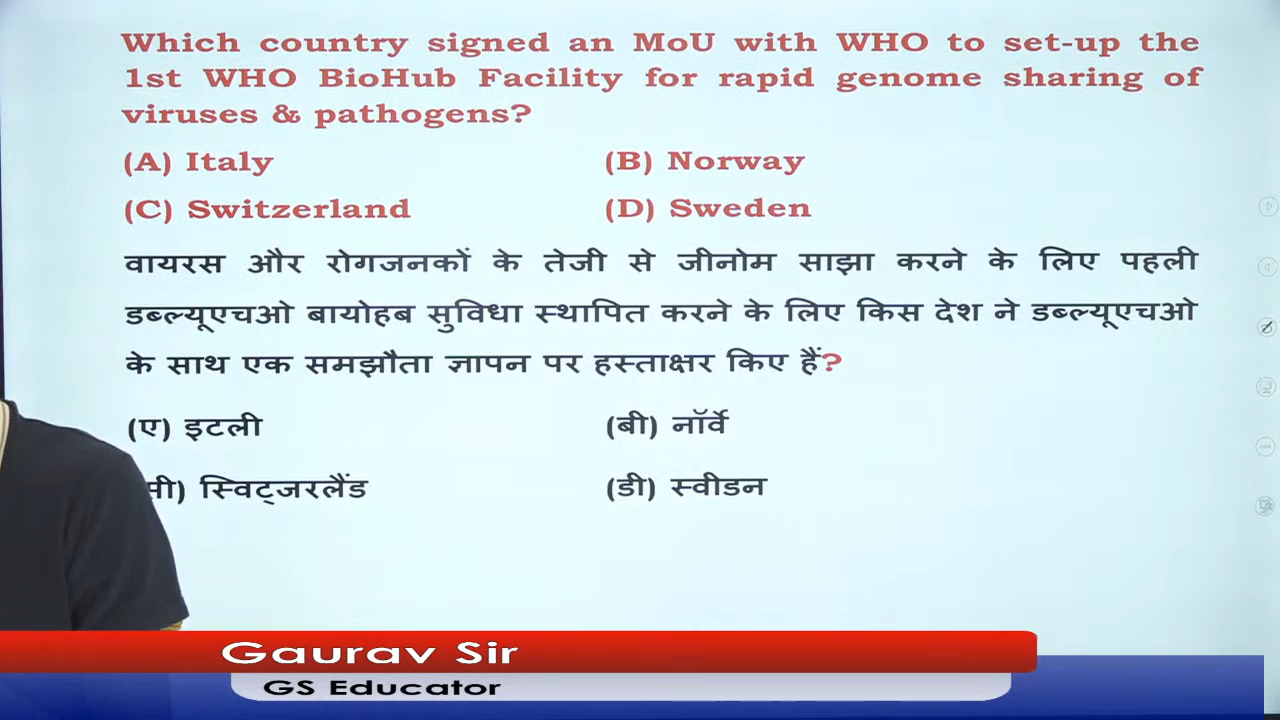 Which country signed an MoU with WHO to set-up the
1st WHO BioHub Facility for rapid genome sharing of
viruses & pathogens?
(A) Italy (B) Norway
(C) Switzerland (D) Sweden
वायरस और रोगजनकों के तेजी से जीनोम साझा करने के लिए पहली
डब्ल्यूएचओ बायोहब सुविधा स्थापित करने के लिए किस देश ने डब्ल्यूएचओ
के साथ एक समझौता ज्ञापन पर हस्ताक्षर किए हैं?
(ए) इटली (बी) नॉर्वे
सी) स्विट्जरलैंड (डी) स्वीडन
Gaurav Sir
GS Educator